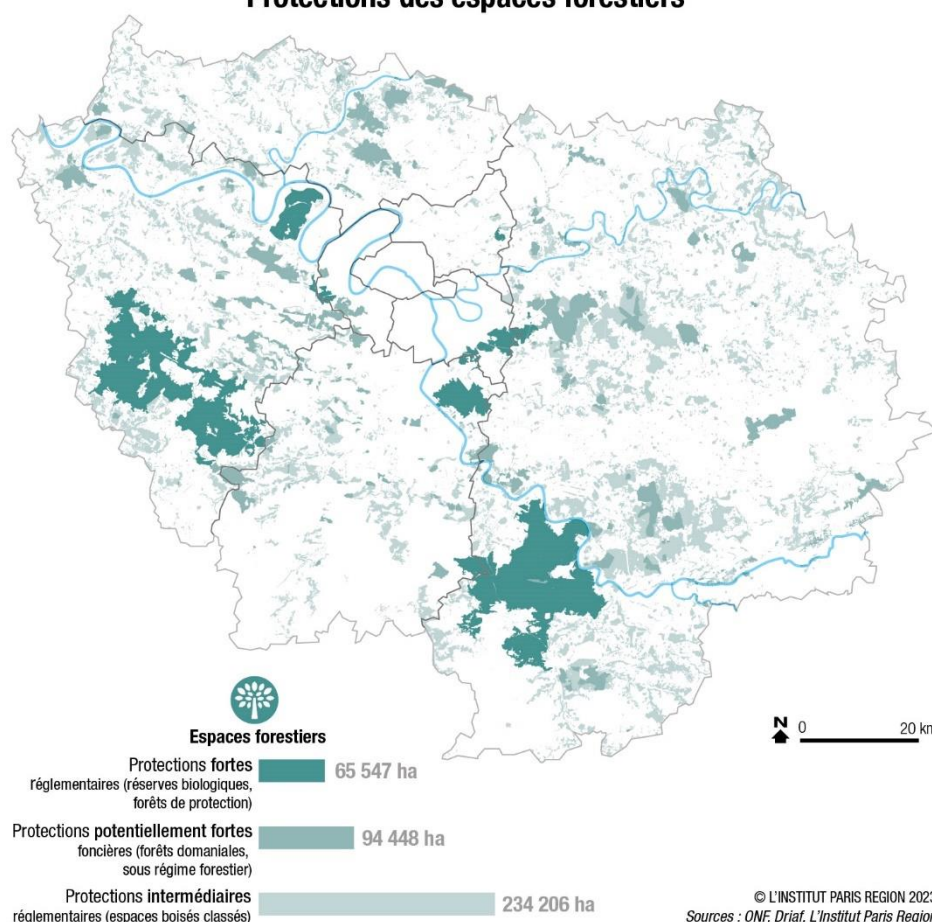 Protections des espaces forestiers
N 0 20 km
Espaces forestiers
Protections fortes
réglementaires (réserves biologiques,
forêts de protection)
65 547 ha
Protections potentiellement fortes
foncières (forêts domaniales,
sous régime forestier)
94 448 ha
Protections intermédiaires
réglementaires (espaces boisés classés)
234 206 ha
© L'INSTITUT PARIS REGION 2023
Sources : ONF, Driaf, L'Institut Paris Region